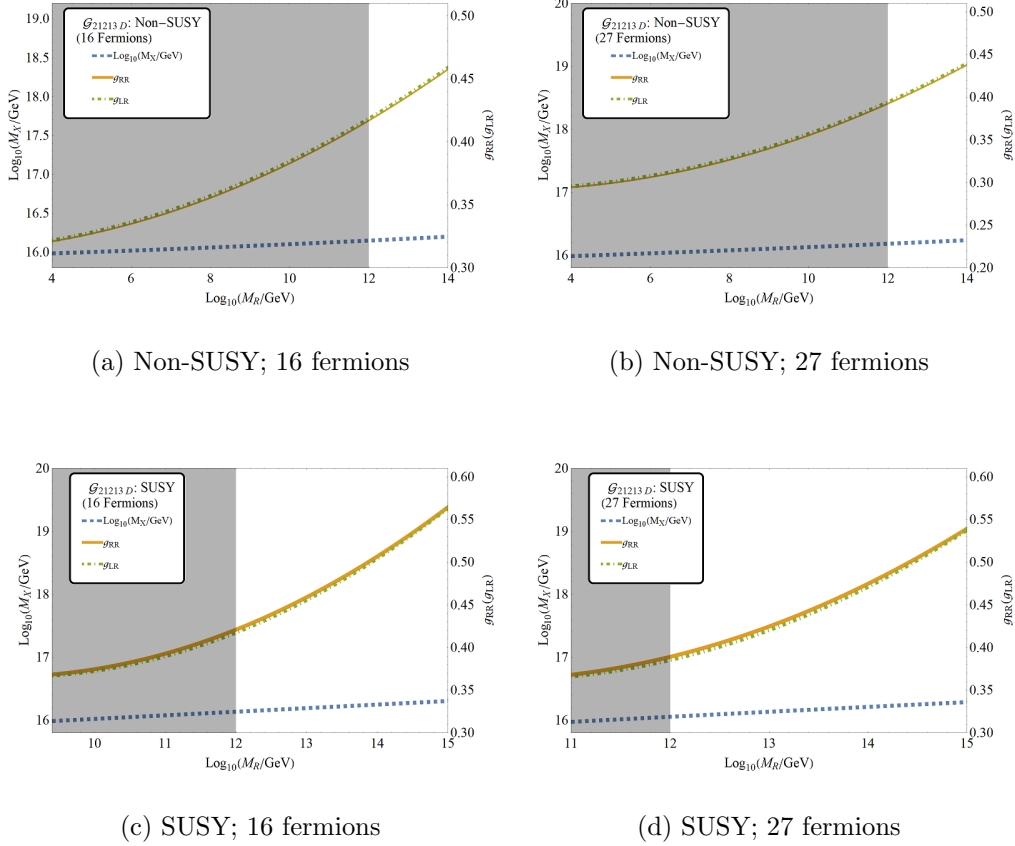 𝒢21213 D: Non−SUSY
(16 Fermions)
Log10(MX/GeV)
gRR
gLR
19.0
18.5
18.0
17.5
17.0
16.5
16.0
Log10(MX/GeV)
0.50
0.45
0.40
0.35
0.30
gRR(gLR)
4 6 8 10 12 14
Log10(MR/GeV)
(a) Non-SUSY; 16 fermions
𝒢21213 D: Non−SUSY
(27 Fermions)
Log10(MX/GeV)
gRR
gLR
20
19
18
17
16
Log10(MX/GeV)
0.50
0.45
0.40
0.35
0.30
0.25
0.20
gRR(gLR)
4 6 8 10 12 14
Log10(MR/GeV)
(b) Non-SUSY; 27 fermions
𝒢21213 D: SUSY
(16 Fermions)
Log10(MX/GeV)
gRR
gLR
20
19
18
17
16
Log10(MX/GeV)
0.60
0.55
0.50
0.45
0.40
0.35
0.30
gRR(gLR)
10 11 12 13 14 15
Log10(MR/GeV)
(c) SUSY; 16 fermions
𝒢21213 D: SUSY
(27 Fermions)
Log10(MX/GeV)
gRR
gLR
20
19
18
17
16
Log10(MX/GeV)
0.60
0.55
0.50
0.45
0.40
0.35
0.30
gRR(gLR)
11 12 13 14 15
Log10(MR/GeV)
(d) SUSY; 27 fermions